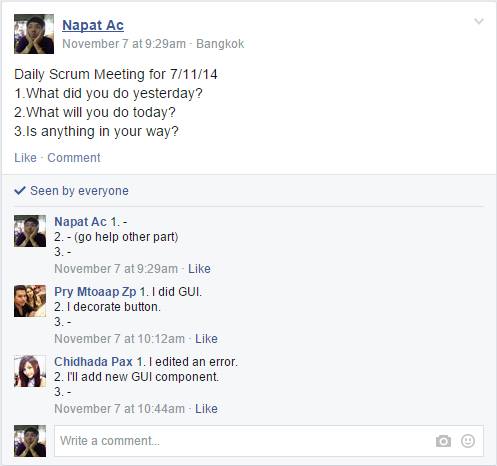 Napat Ac
November 7 at 9:29am · Bangkok
Daily Scrum Meeting for 7/11/14
1.What did you do yesterday?
2.What will you do today?
3.Is anything in your way?
Like · Comment
Seen by everyone
Napat Ac 1. -
2. - (go help other part)
3. -
November 7 at 9:29am · Like
Pry Mtoaap Zp 1. I did GUI.
2. I decorate button.
3. -
November 7 at 10:12am · Like
Chidhada Pax 1. I edited an error.
2. I'll add new GUI component.
3. -
November 7 at 10:44am · Like
Write a comment...